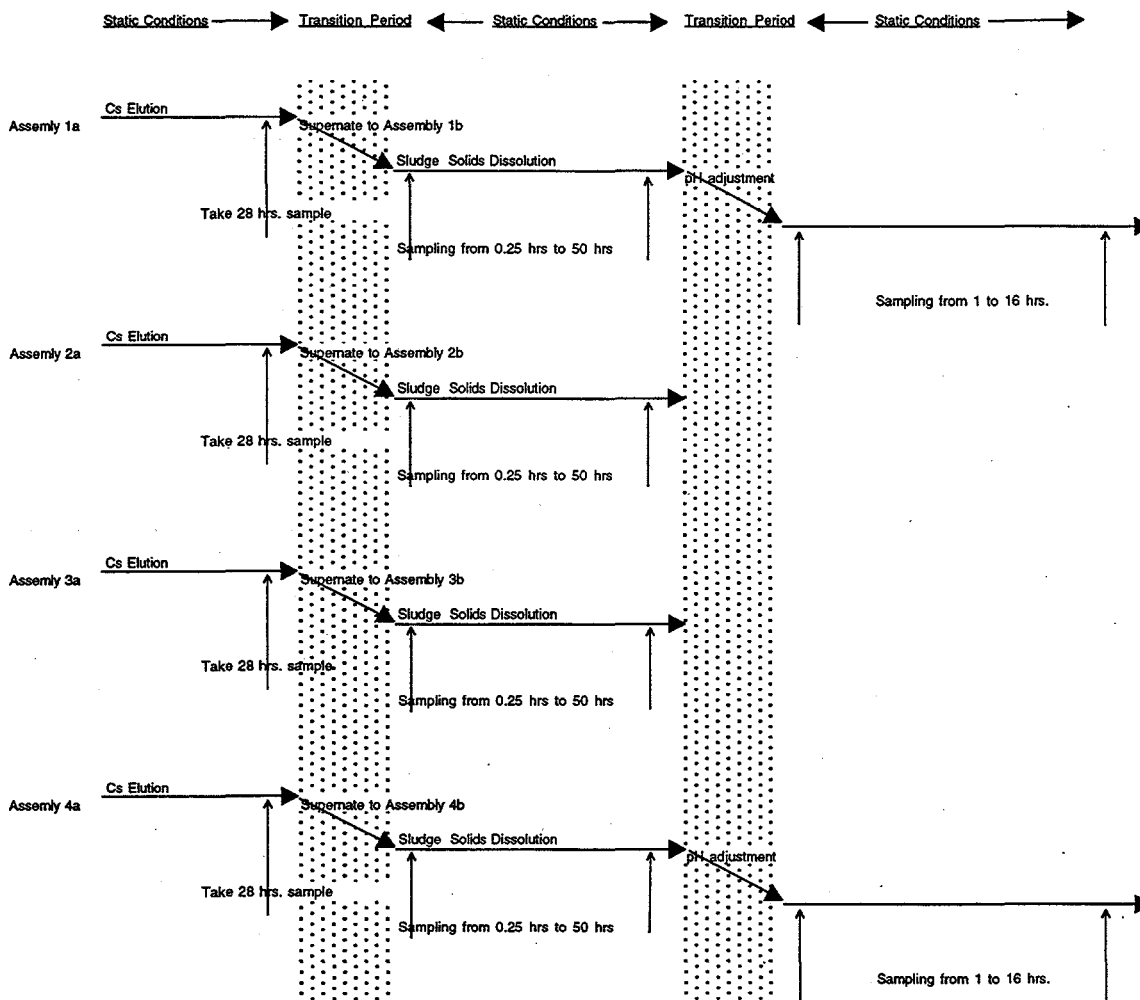 Static Conditions Transition Period Static Conditions Transition Period Static Conditions
Cs Elution
Assemly 1a
Supernate to Assembly 1b
Sludge Solids Dissolution
pH adjustment
Take 28 hrs. sample
Sampling from 0.25 hrs to 50 hrs
Sampling from 1 to 16 hrs.
Cs Elution
Assemly 2a
Supernate to Assembly 2b
Sludge Solids Dissolution
Take 28 hrs. sample
Sampling from 0.25 hrs to 50 hrs
Cs Elution
Assemly 3a
Supernate to Assembly 3b
Sludge Solids Dissolution
Take 28 hrs. sample
Sampling from 0.25 hrs to 50 hrs
Cs Elution
Assemly 4a
Supernate to Assembly 4b
Sludge Solids Dissolution
pH adjustment
Take 28 hrs. sample
Sampling from 0.25 hrs to 50 hrs
Sampling from 1 to 16 hrs.